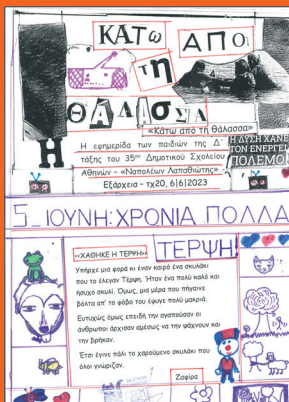 ΚΑΤω ΑΠΟ
τη
ΘΑΛΑΣΣΑ
«Κάτω από τη θάλασσα»
Η
Η εφημερίδα των παιδιών της Δ΄
τάξης του 35ου Δημοτικού Σχολείου
Αθηνών – «Ναπολέων Λαπαθιώτης» -
Εξάρχεια – τχ20, 6|6|2023
Η ΔΥΣΗ ΧΑΝΕΙ
ΤΟΝ ΕΝΕΡΓΕΙ
ΠΟΛΕΜΟ
5 ΙΟΥΝΗ: ΧΡΟΝΙΑ ΠΟΛΛΑ
ΤΕΡΨΗ!
«ΧΑΘΗΚΕ Η ΤΕΡΨΗ»
Υπήρχε μια φορά κι έναν καιρό ένα σκυλάκι
που το έλεγαν Τέρψη. Ήταν ένα πολύ καλό και
ήσυχο σκυλί. Όμως, μια μέρα που πήγαινε
βόλτα απ' το φόβο του έφυγε πολύ μακριά.
Ευτυχώς όμως επειδή την αγαπούσαν οι
άνθρωποι άρχισαν αμέσως να την ψάχνουν και
την βρήκαν.
Έτσι έγινε πάλι το χαρούμενο σκυλάκι που
όλοι γνώριζαν.
Ζαφίρα